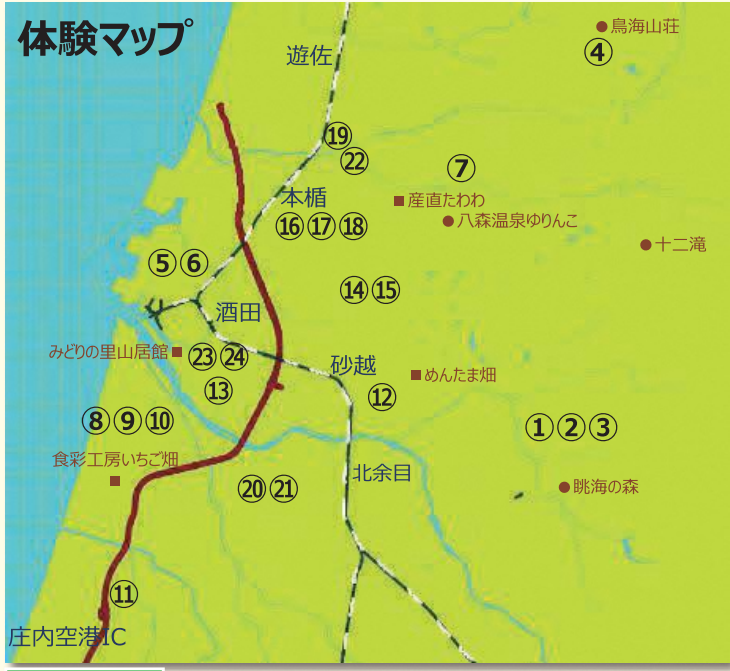 体験マップ
鳥海山荘
④
遊佐
⑲
㉒
⑦
本楯
産直たわわ
⑯⑰⑱
八森温泉ゆりんこ
十二滝
⑤⑥
⑭⑮
酒田
みどりの里山居館
㉓㉔
砂越
めんたま畑
⑬
⑫
⑧⑨⑩
①②③
食彩工房いちご畑
北余目
⑳㉑
眺海の森
⑪
庄内空港IC